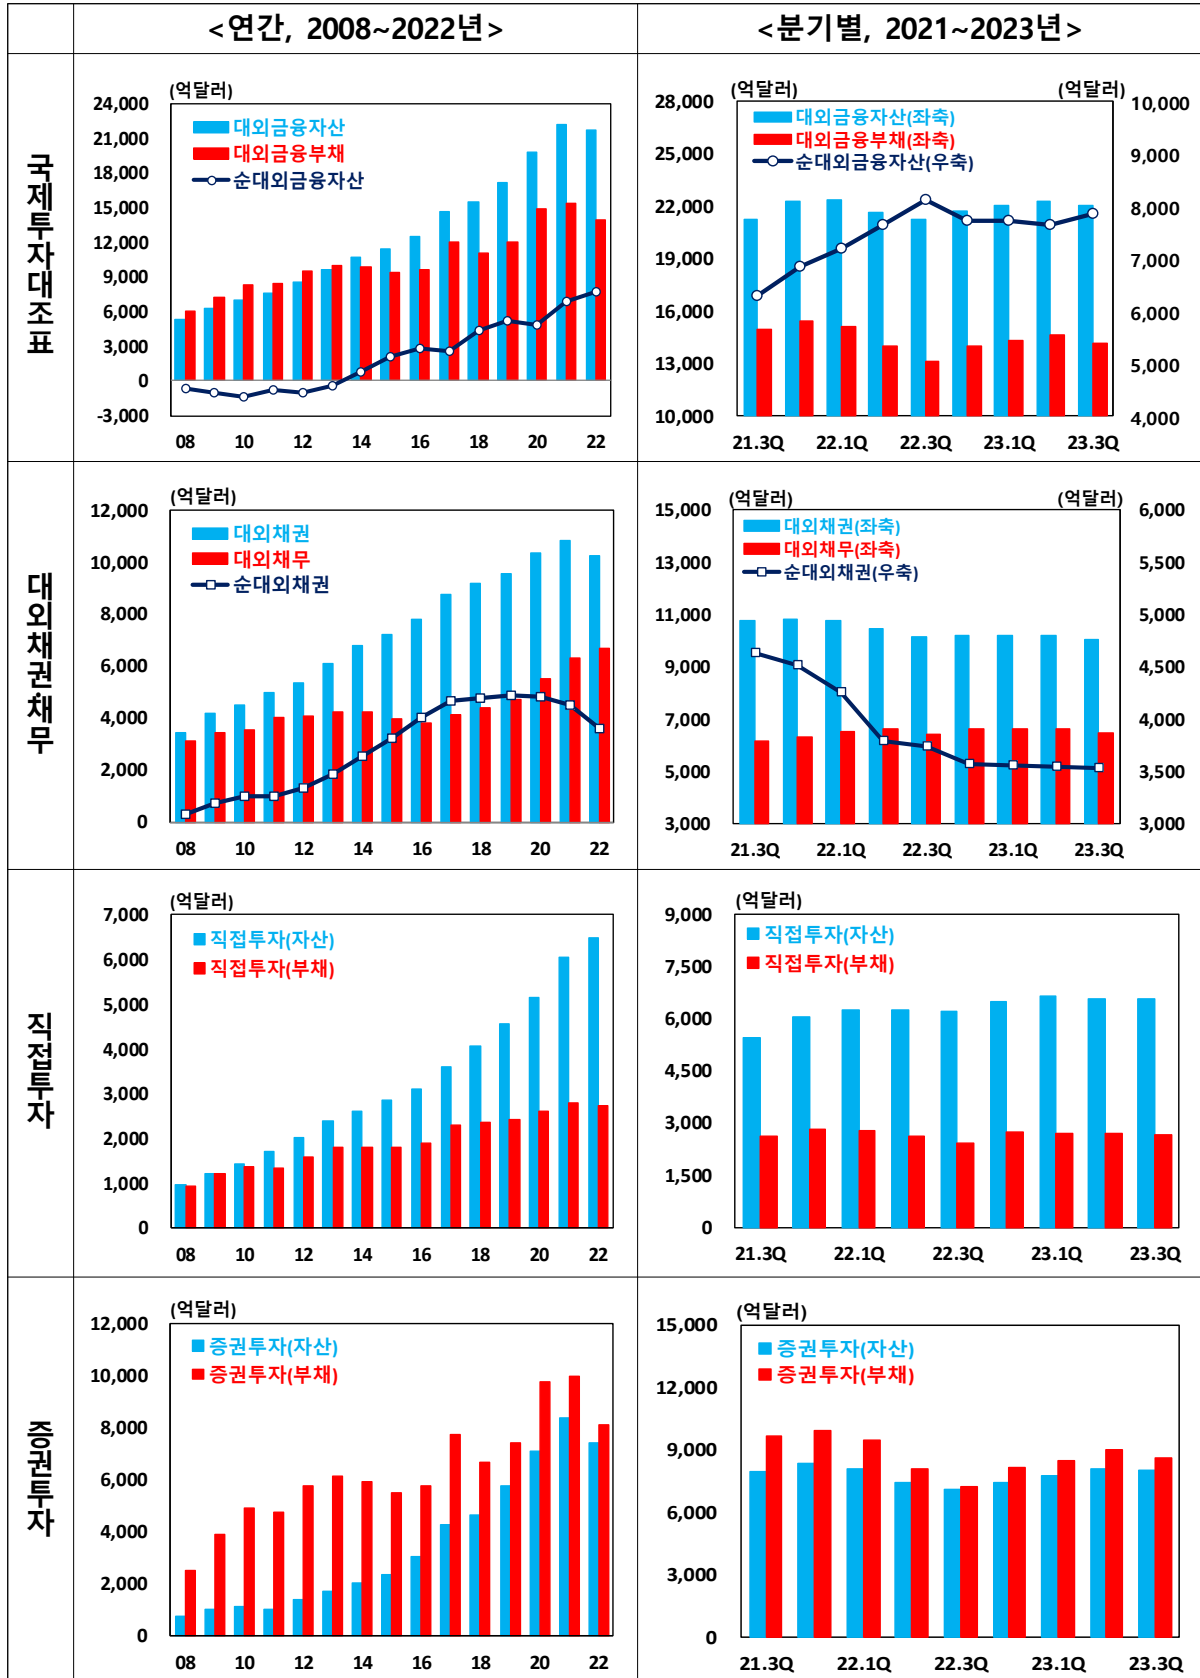 <연간, 2008~2022년>
<분기별, 2021~2023년>
국제투자대조표
(억달러)
24,000
21,000
18,000
15,000
12,000
9,000
6,000
3,000
0
-3,000
대외금융자산
대외금융부채
순대외금융자산
08 10 12 14 16 18 20 22
(억달러) (억달러)
28,000
25,000
22,000
19,000
16,000
13,000
10,000
대외금융자산(좌축)
대외금융부채(좌축)
순대외금융자산(우축)
10,000
9,000
8,000
7,000
6,000
5,000
4,000
21.3Q 22.1Q 22.3Q 23.1Q 23.3Q
대외채권·채무
(억달러)
12,000
10,000
8,000
6,000
4,000
2,000
0
대외채권
대외채무
순대외채권
08 10 12 14 16 18 20 22
(억달러) (억달러)
15,000
13,000
11,000
9,000
7,000
5,000
3,000
대외채권(좌축)
대외채무(좌축)
순대외채권(우축)
6,000
5,500
5,000
4,500
4,000
3,500
3,000
21.3Q 22.1Q 22.3Q 23.1Q 23.3Q
직접투자
(억달러)
7,000
6,000
5,000
4,000
3,000
2,000
1,000
0
직접투자(자산)
직접투자(부채)
08 10 12 14 16 18 20 22
(억달러)
9,000
7,500
6,000
4,500
3,000
1,500
0
직접투자(자산)
직접투자(부채)
21.3Q 22.1Q 22.3Q 23.1Q 23.3Q
증권투자
(억달러)
12,000
10,000
8,000
6,000
4,000
2,000
0
증권투자(자산)
증권투자(부채)
08 10 12 14 16 18 20 22
(억달러)
15,000
12,000
9,000
6,000
3,000
0
증권투자(자산)
증권투자(부채)
21.3Q 22.1Q 22.3Q 23.1Q 23.3Q